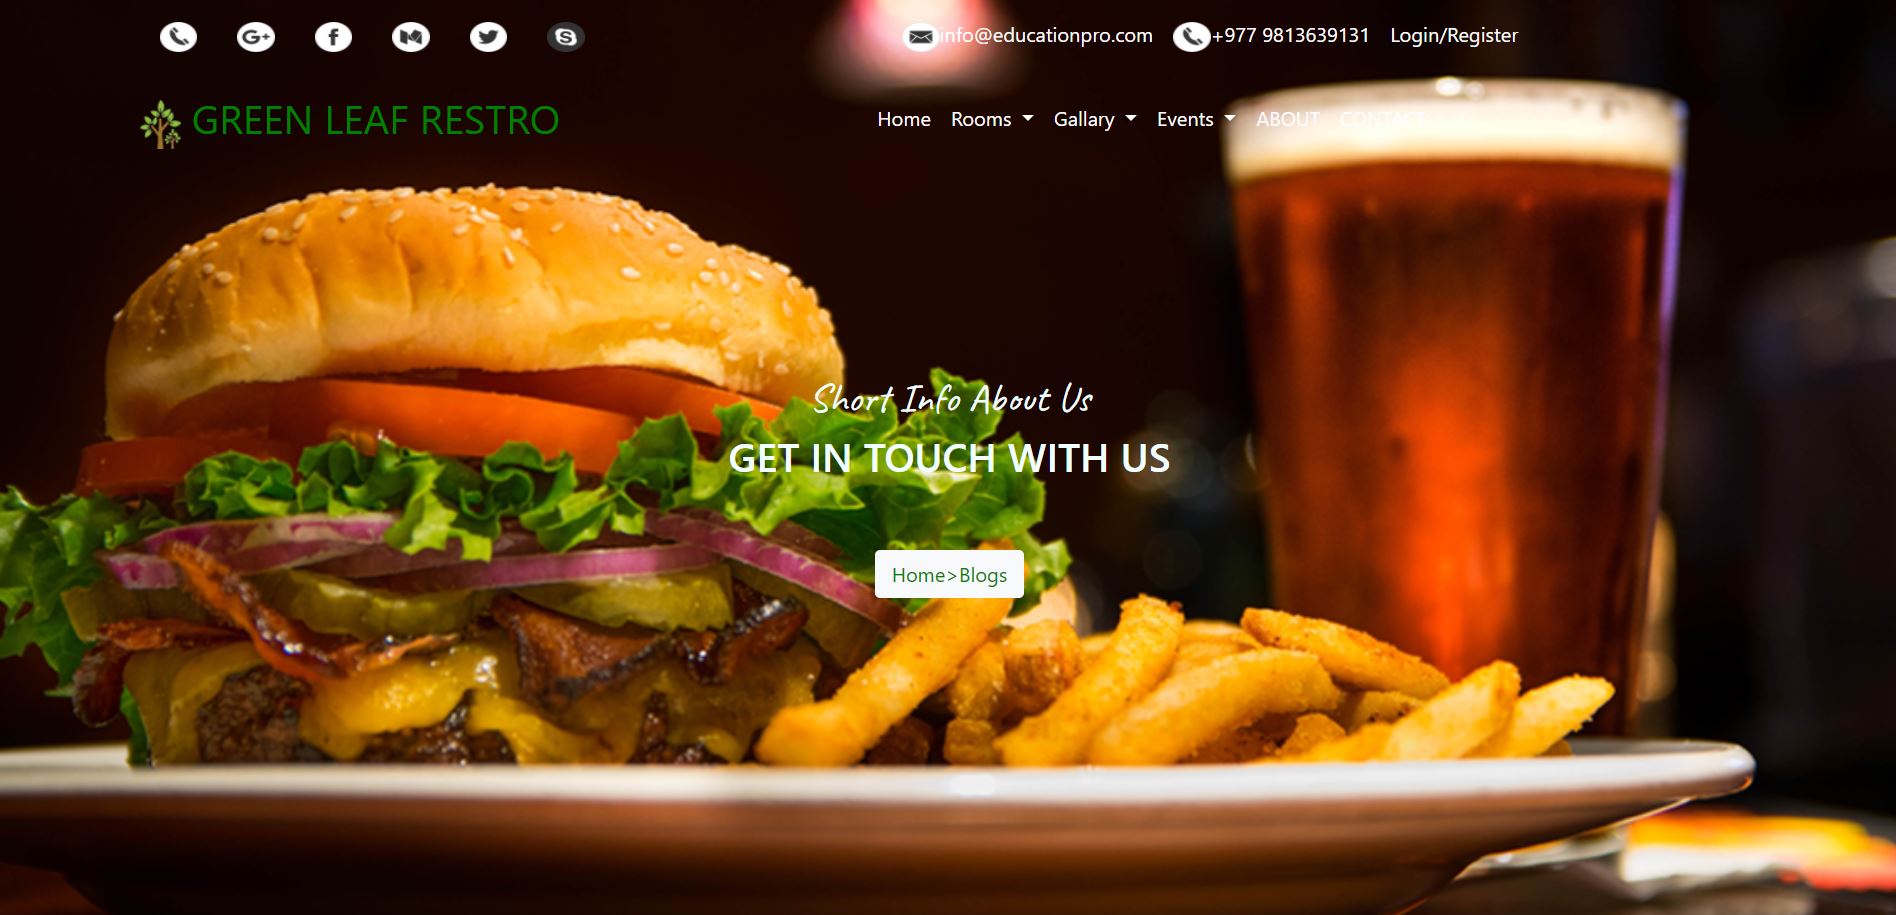 info@educationpro.com +977 9813639131 Login/Register
GREEN LEAF RESTRO
Home Rooms Gallary Events ABOUT CONTACT
Short Info About Us
GET IN TOUCH WITH US
Home>Blogs